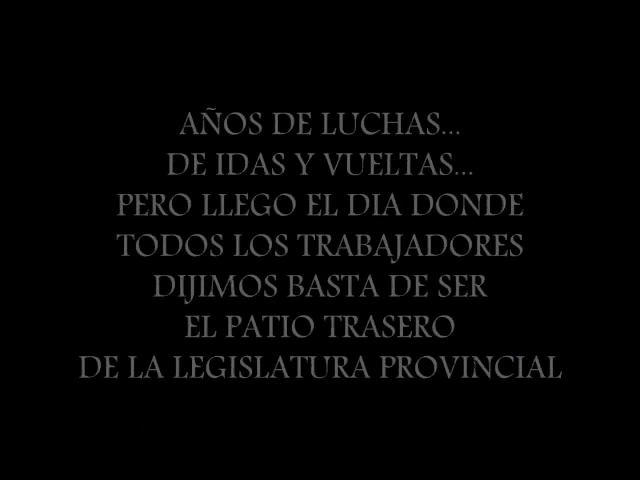 AÑOS DE LUCHAS...
DE IDAS Y VUELTAS...
PERO LLEGO EL DIA DONDE
TODOS LOS TRABAJADORES
DIJIMOS BASTA DE SER
EL PATIO TRASERO
DE LA LEGISLATURA PROVINCIAL